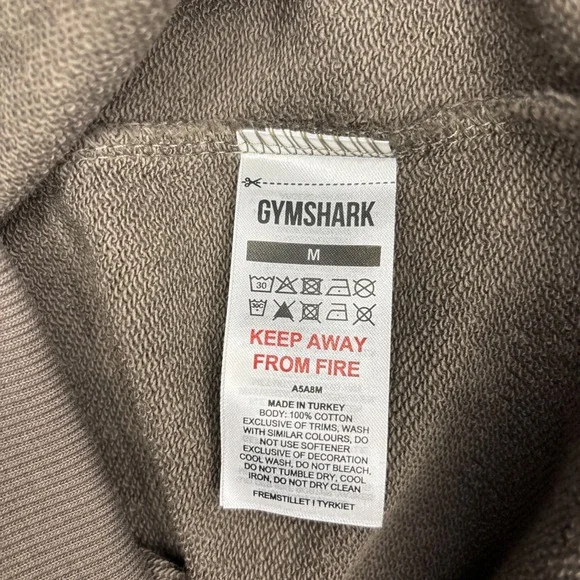 GYMSHARK
M
30
30C
KEEP AWAY
FROM FIRE
A5A8M
MADE IN TURKEY
BODY: 100% COTTON
EXCLUSIVE OF TRIMS, WASH
WITH SIMILAR COLOURS, DO
NOT USE SOFTENER
EXCLUSIVE OF DECORATION
COOL WASH, DO NOT BLEACH,
DO NOT TUMBLE DRY, COOL
IRON, DO NOT DRY CLEAN
FREMSTILLET I TYRKIET